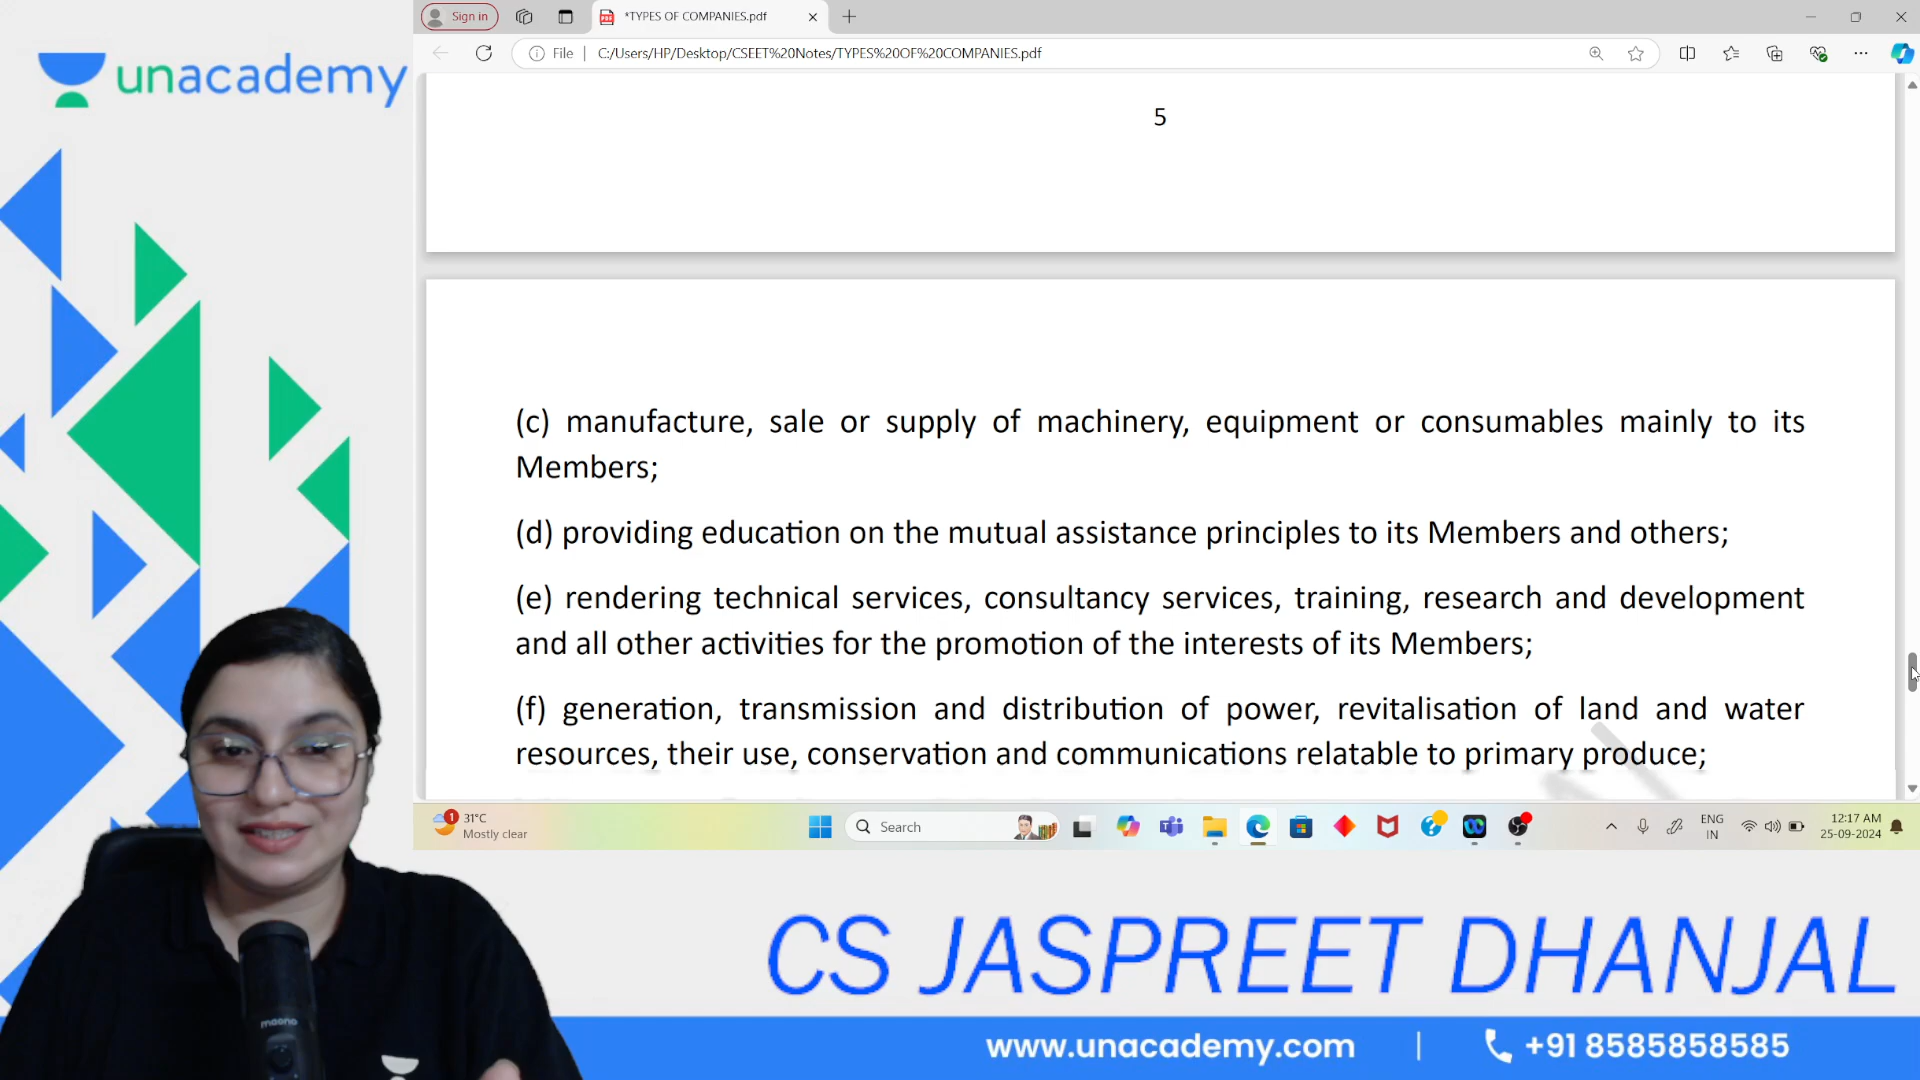 unacademy
Sign in
*TYPES OF COMPANIES.pdf
File
C:/Users/HP/Desktop/CSEET%20Notes/TYPES%20OF%20COMPANIES.pdf
5
(c) manufacture, sale or supply of machinery, equipment or consumables mainly to its
Members;
(d) providing education on the mutual assistance principles to its Members and others;
(e) rendering technical services, consultancy services, training, research and development
and all other activities for the promotion of the interests of its Members;
(f) generation, transmission and distribution of power, revitalisation of land and water
resources, their use, conservation and communications relatable to primary produce;
1
31°C
Mostly clear
Search
ENG
IN
12:17 AM
25-09-2024
maono
CS JASPREET DHANJAL
www.unacademy.com | +91 8585858585